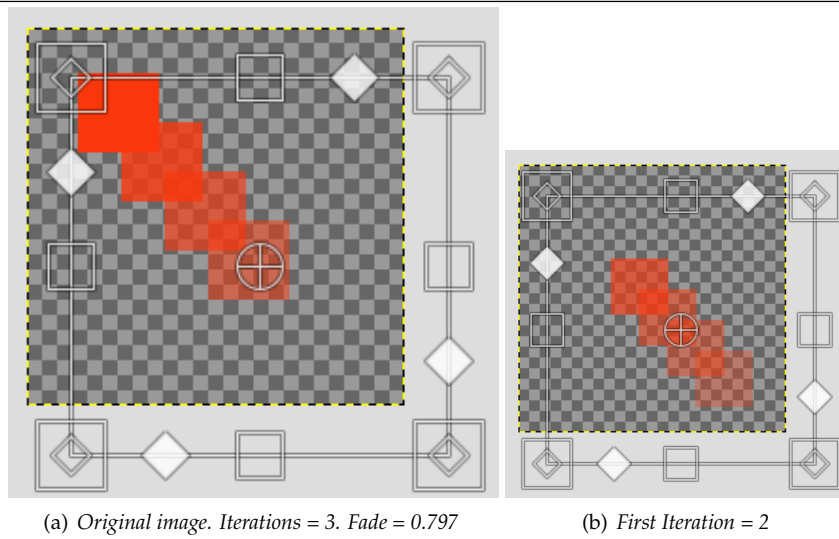 (a) Original image. Iterations = 3. Fade = 0.797
(b) First Iteration = 2